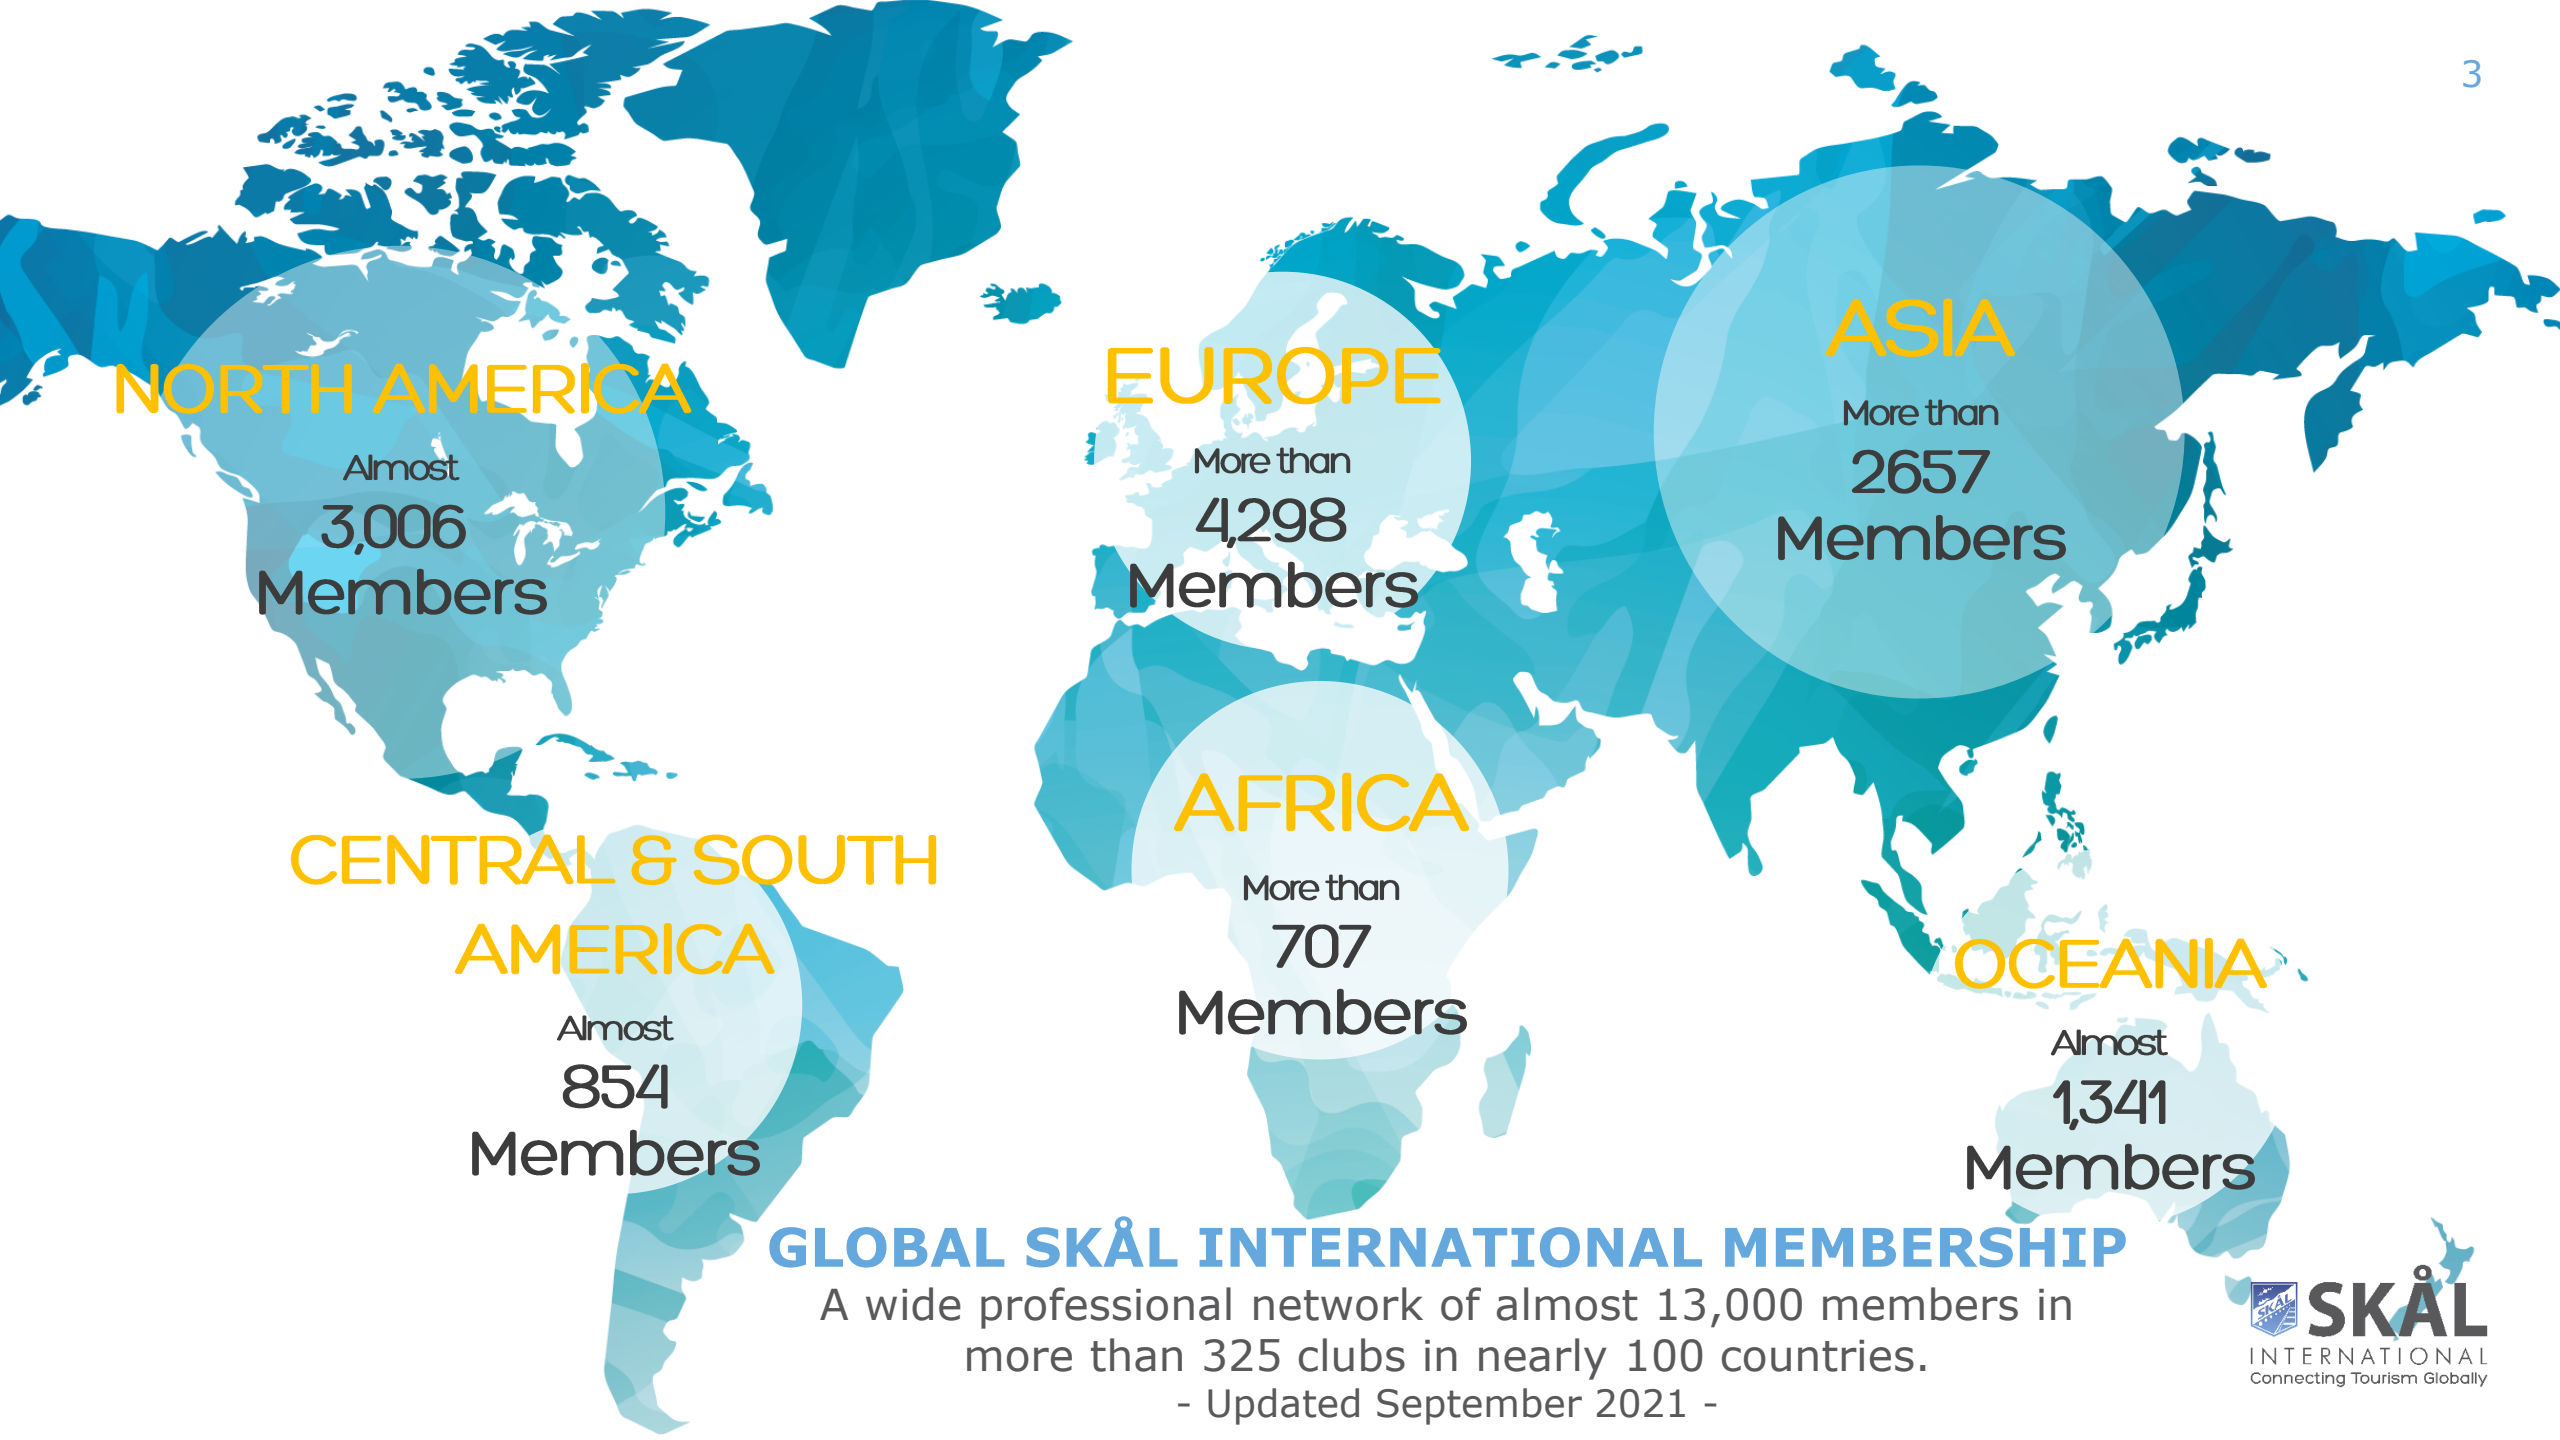 3
NORTH AMERICA
Almost
3,006
Members
EUROPE
More than
4,298
Members
ASIA
More than
2657
Members
CENTRAL & SOUTH
AMERICA
Almost
854
Members
AFRICA
More than
707
Members
OCEANIA
Almost
1,341
Members
GLOBAL SKÅL INTERNATIONAL MEMBERSHIP
A wide professional network of almost 13,000 members in
more than 325 clubs in nearly 100 countries.
- Updated September 2021 -
SKÅL
SKÅL
INTERNATIONAL
Connecting Tourism Globally